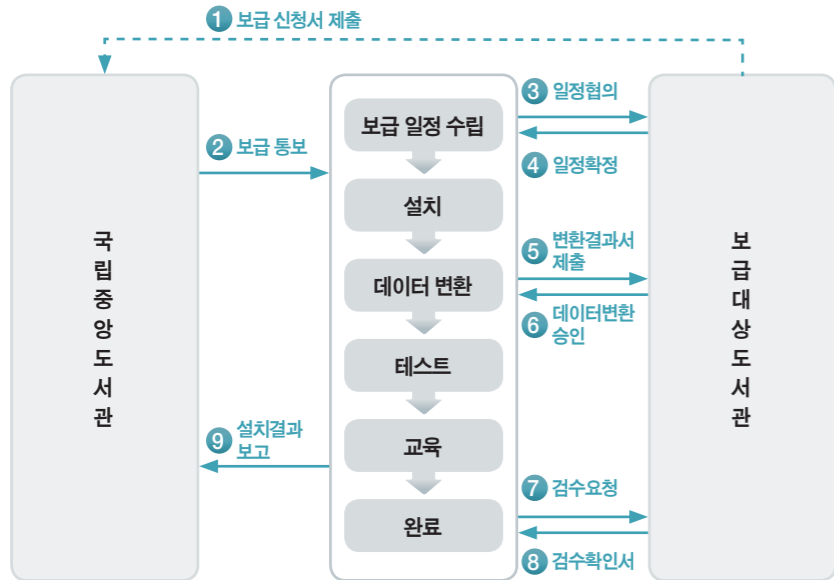 1 보급 신청서 제출
국립중앙도서관
2 보급 통보
보급 일정 수립
설치
데이터 변환
테스트
교육
완료
3 일정협의
4 일정확정
5 변환결과서
제출
6 데이터변환
승인
7 검수요청
8 검수확인서
9 설치결과
보고
보급대상도서관